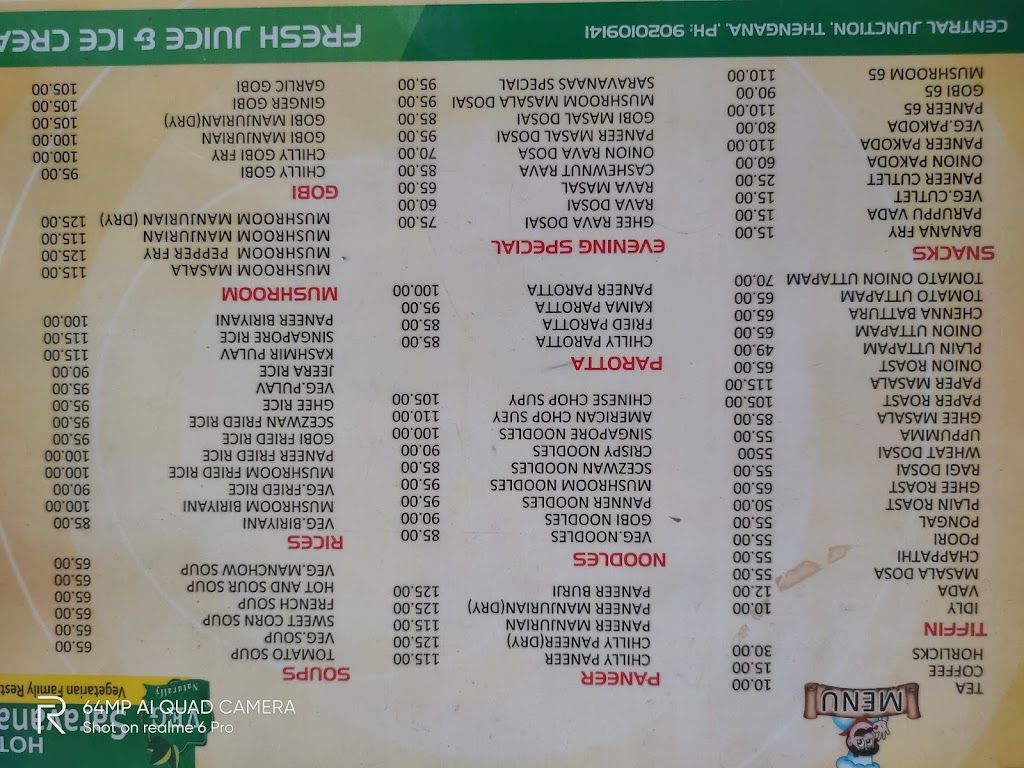 MENU
TEA 10.00
COFFEE 15.00
HORLICKS 30.00
TIFFIN
IDLY 10.00
VADA 12.00
MASALA DOSA 55.00
CHAPPATHI 55.00
POORI 55.00
PONGAL 55.00
PLAIN ROAST 50.00
GHEE ROAST 65.00
RAGI DOSAI 55.00
WHEAT DOSAI 5500
UPPUMMA 55.00
GHEE MASALA 85.00
PAPER ROAST 105.00
PAPER MASALA 115.00
ONION ROAST 65.00
PLAIN UTTAPAM 49.00
ONION UTTAPAM 65.00
CHENNA BATTURA 65.00
TOMATO UTTAPAM 65.00
TOMATO ONION UTTAPAM 70.00
SNACKS
BANANA FRY 15.00
PARUPPU VADA 15.00
VEG.CUTLET 15.00
PANEER CUTLET 25.00
ONION PAKODA 60.00
PANEER PAKODA 110.00
VEG.PAKODA 80.00
PANEER 65 110.00
GOBI 65 90.00
MUSHROOM 65 110.00
PANEER
CHILLY PANEER 115.00
CHILLY PANEER(DRY) 125.00
PANEER MANJURIAN 115.00
PANEER MANJURIAN(DRY) 125.00
PANEER BURJI 125.00
NOODLES
VEG.NOODLES 85.00
GOBI NOODLES 90.00
PANNER NOODLES 95.00
MUSHROOM NOODLES 95.00
SCEZWAN NOODLES 85.00
CRISPY NOODLES 90.00
SINGAPORE NOODLES 100.00
AMERICAN CHOP SUEY 110.00
CHINESE CHOP SUPY 105.00
PAROTTA
CHILLY PAROTTA 85.00
FRIED PAROTTA 85.00
KAIMA PAROTTA 95.00
PANEER PAROTTA 100.00
EVENING SPECIAL
GHEE RAVA DOSAI 75.00
RAVA DOSAI 60.00
RAVA MASAL 65.00
CASHEWNUT RAVA 85.00
ONION RAVA DOSA 70.00
PANEER MASAL DOSAI 95.00
GOBI MASAL DOSAI 85.00
MUSHROOM MASALA DOSAI 95.00
SARAVANAAS SPECIAL 95.00
HOT
Sarava
Vegetarian Family Rest
Naturally
SOUPS
TOMATO SOUP 65.00
VEG.SOUP 65.00
SWEET CORN SOUP 65.00
FRENCH SOUP 65.00
HOT AND SOUR SOUP 65.00
VEG.MANCHOW SOUP 65.00
RICES
VEG.BIRIYANI 85.00
MUSHROOM BIRIYANI 100.00
VEG.FRIED RICE 90.00
MUSHROOM FRIED RICE 100.00
PANEER FRIED RICE 100.00
GOBI FRIED RICE 95.00
SCEZWAN FRIED RICE 95.00
GHEE RICE 95.00
VEG.PULAV 95.00
JEERA RICE 90.00
KASHMIR PULAV 115.00
SINGAPORE RICE 115.00
PANEER BIRIYANI 100.00
MUSHROOM
MUSHROOM MASALA 115.00
MUSHROOM PEPPER FRY 125.00
MUSHROOM MANJURIAN 115.00
MUSHROOM MANJURIAN (DRY) 125.00
GOBI
CHILLY GOBI 95.00
CHILLY GOBI FRY 100.00
GOBI MANJURIAN 100.00
GOBI MANJURIAN(DRY) 105.00
GINGER GOBI 105.00
GARLIC GOBI 105.00
CENTRAL JUNCTION, THENGANA, ,PH: 9020109141
FRESH JUICE & ICE CREA
64MP AI QUAD CAMERA
Shot on realme 6 Pro